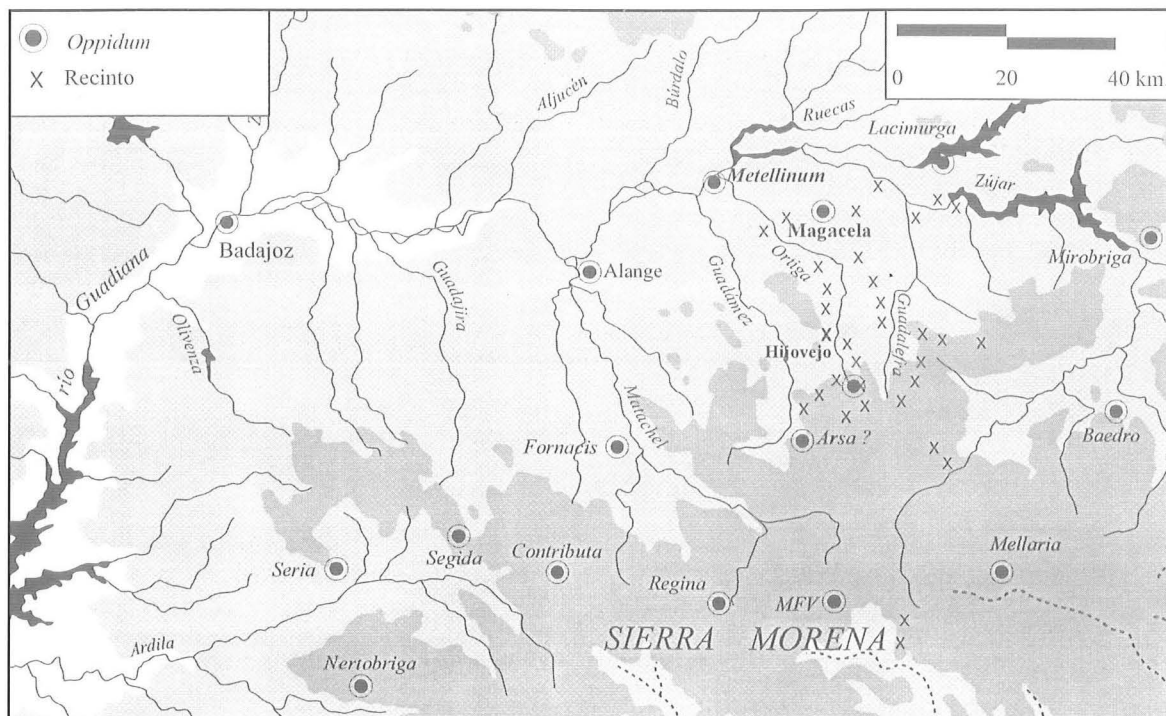 Oppidum
X Recinto
0 20 40 km
Aljucén
Búrdalo
Ruecas
Lacimurga
Zújar
Metellinum
Magacela
Mirobriga
Badajoz
Guadiana
Alange
Ortiga
Guadámez
Guadajira
Olivenza
Guadalefra
Hijovejo
río
Matachel
Fornacis
Arsa ?
Baedro
Segida
Contributa
Seria
Mellaria
Regina
MFV
SIERRA MORENA
Ardila
Nertobriga